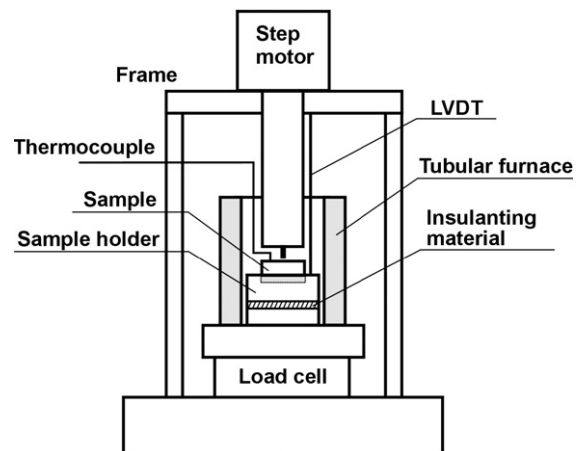 Step
motor
Frame
LVDT
Thermocouple
Tubular furnace
Sample
Insulanting
material
Sample holder
Load cell